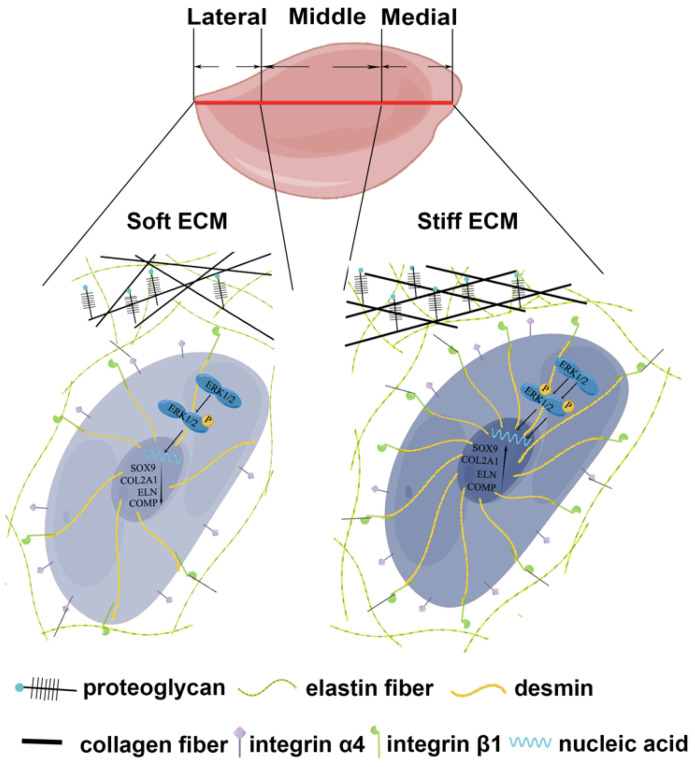 Lateral Middle Medial
Soft ECM Stiff ECM
ERK1/2
ERK1/2 P
SOX9
COL2A1
ELN
COMP
ERK1/2
P
ERK1/2 P
SOX9
COL2A1
ELN
COMP
proteoglycan elastin fiber desmin
collagen fiber integrin α4 integrin β1 nucleic acid